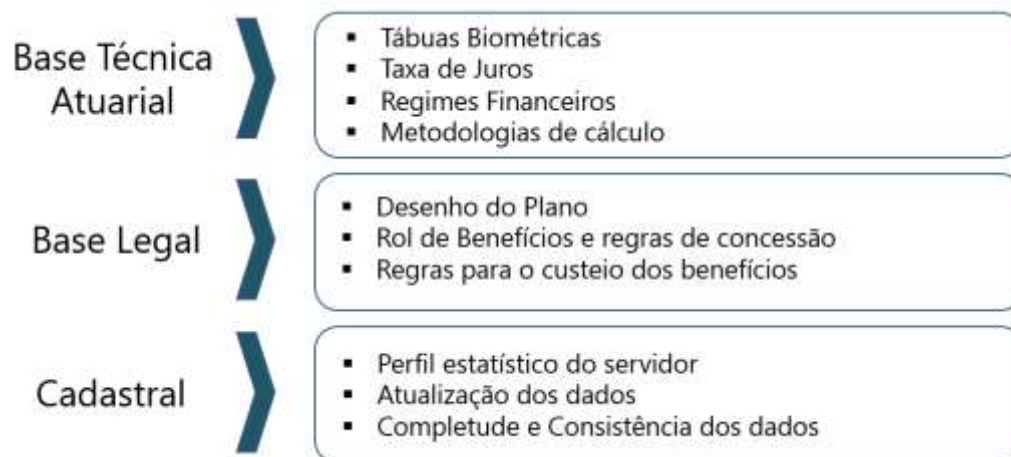 Base Técnica
Atuarial
▪ Tábuas Biométricas
▪ Taxa de Juros
▪ Regimes Financeiros
▪ Metodologias de cálculo
Base Legal
▪ Desenho do Plano
▪ Rol de Benefícios e regras de concessão
▪ Regras para o custeio dos benefícios
Cadastral
▪ Perfil estatístico do servidor
▪ Atualização dos dados
▪ Completude e Consistência dos dados